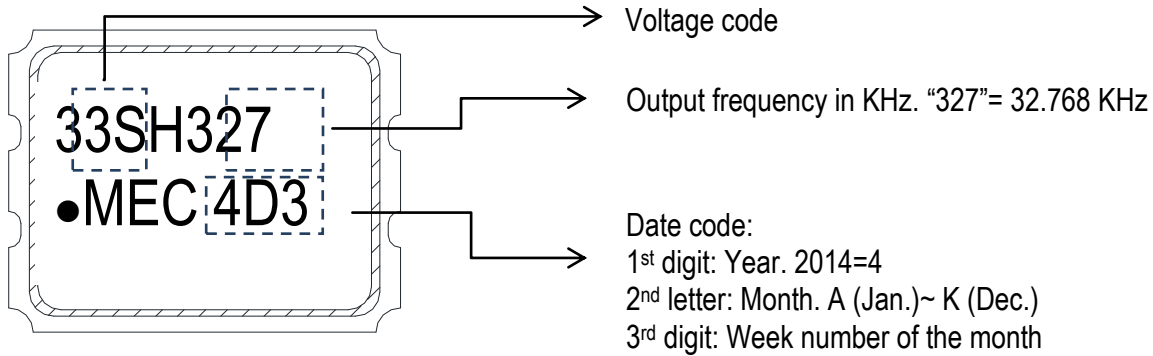 Voltage code
33SH327
Output frequency in KHz. “327”= 32.768 KHz
●MEC 4D3
Date code:
1st digit: Year. 2014=4
2nd letter: Month. A (Jan.)~ K (Dec.)
3rd digit: Week number of the month